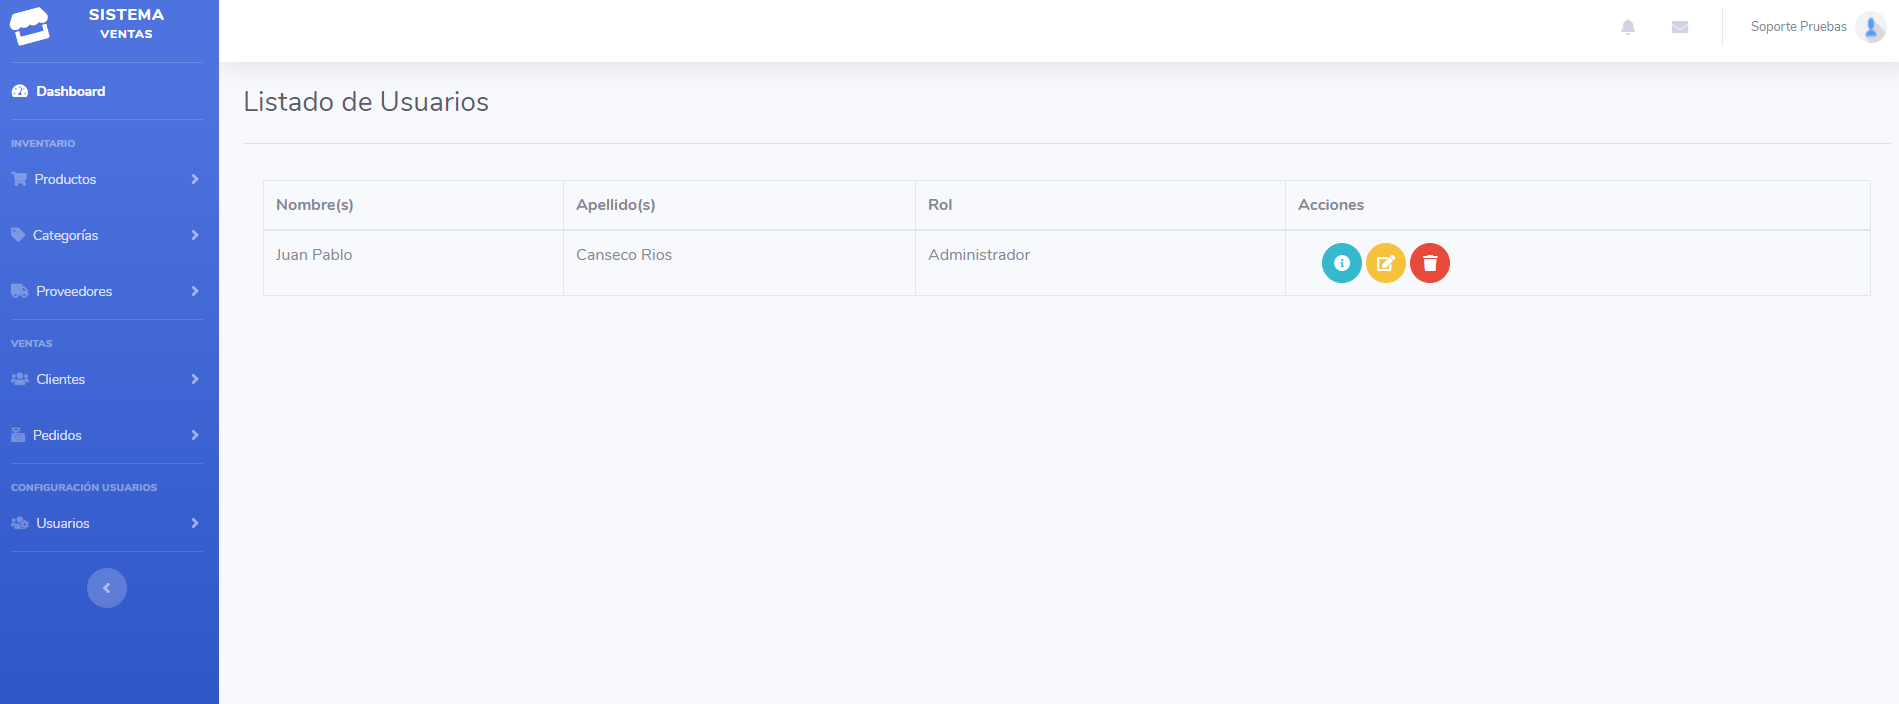 SISTEMA
VENTAS
Soporte Pruebas
Dashboard
INVENTARIO
Productos
Categorías
Proveedores
VENTAS
Clientes
Pedidos
CONFIGURACIÓN USUARIOS
Usuarios
Listado de Usuarios
Nombre(s) Apellido(s) Rol Acciones
Juan Pablo Canseco Rios Administrador